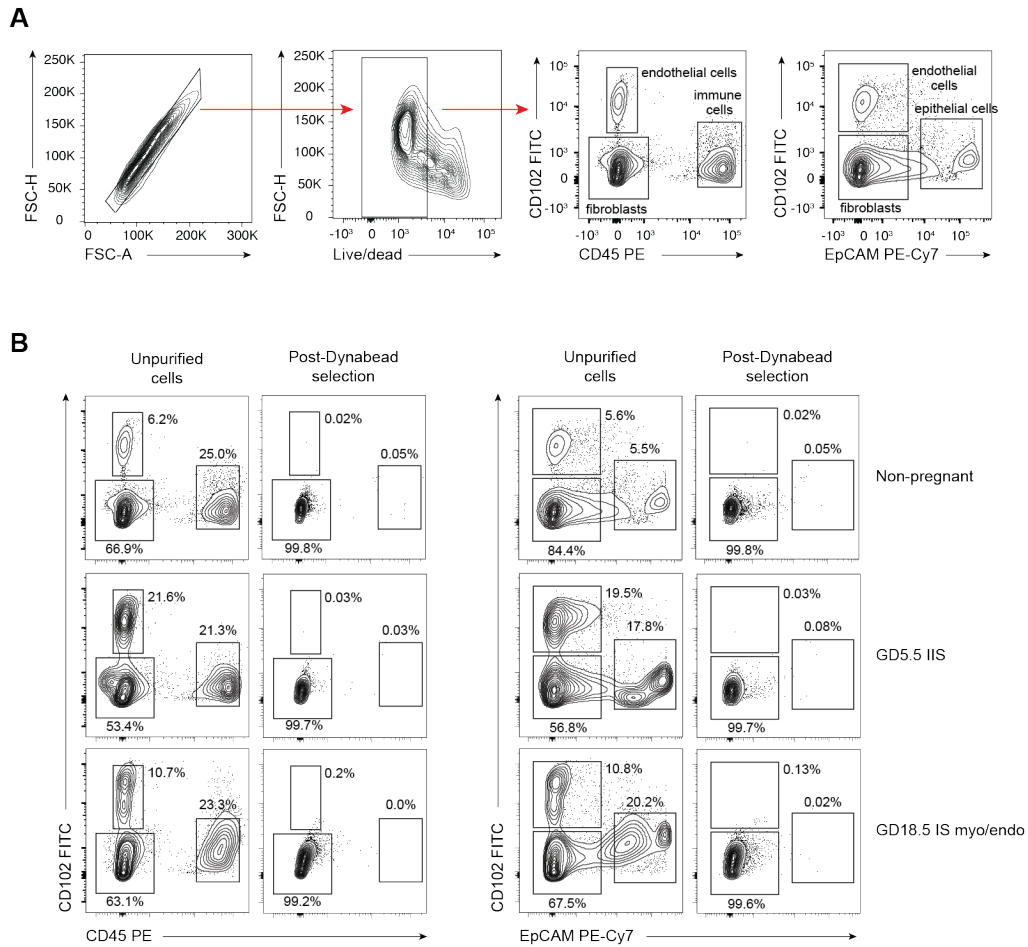 A
250K
200K
150K
100K
50K
0
FSC-H
0
100K
200K
300K
FSC-A
250K
200K
150K
100K
50K
0
FSC-H
-10³
0
10³
10⁴
10⁵
Live/dead
10⁵
10⁴
10³
0
-10³
CD102 FITC
endothelial cells
immune
cells
fibroblasts
-10³
0
10³
10⁴
10⁵
CD45 PE
10⁵
10⁴
10³
0
-10³
CD102 FITC
endothelial
cells
epithelial cells
fibroblasts
-10³
0
10³
10⁴
10⁵
EpCAM PE-Cy7
B
Unpurified
cells
Post-Dynabead
selection
Unpurified
cells
Post-Dynabead
selection
6.2%
25.0%
66.9%
0.02%
0.05%
99.8%
5.6%
5.5%
84.4%
0.02%
0.05%
99.8%
Non-pregnant
21.6%
21.3%
53.4%
0.03%
0.03%
99.7%
19.5%
17.8%
56.8%
0.03%
0.08%
99.7%
GD5.5 IIS
10.7%
23.3%
63.1%
0.2%
0.0%
99.2%
10.8%
20.2%
67.5%
0.13%
0.02%
99.6%
GD18.5 IS myo/endo
CD102 FITC
CD102 FITC
CD45 PE
EpCAM PE-Cy7